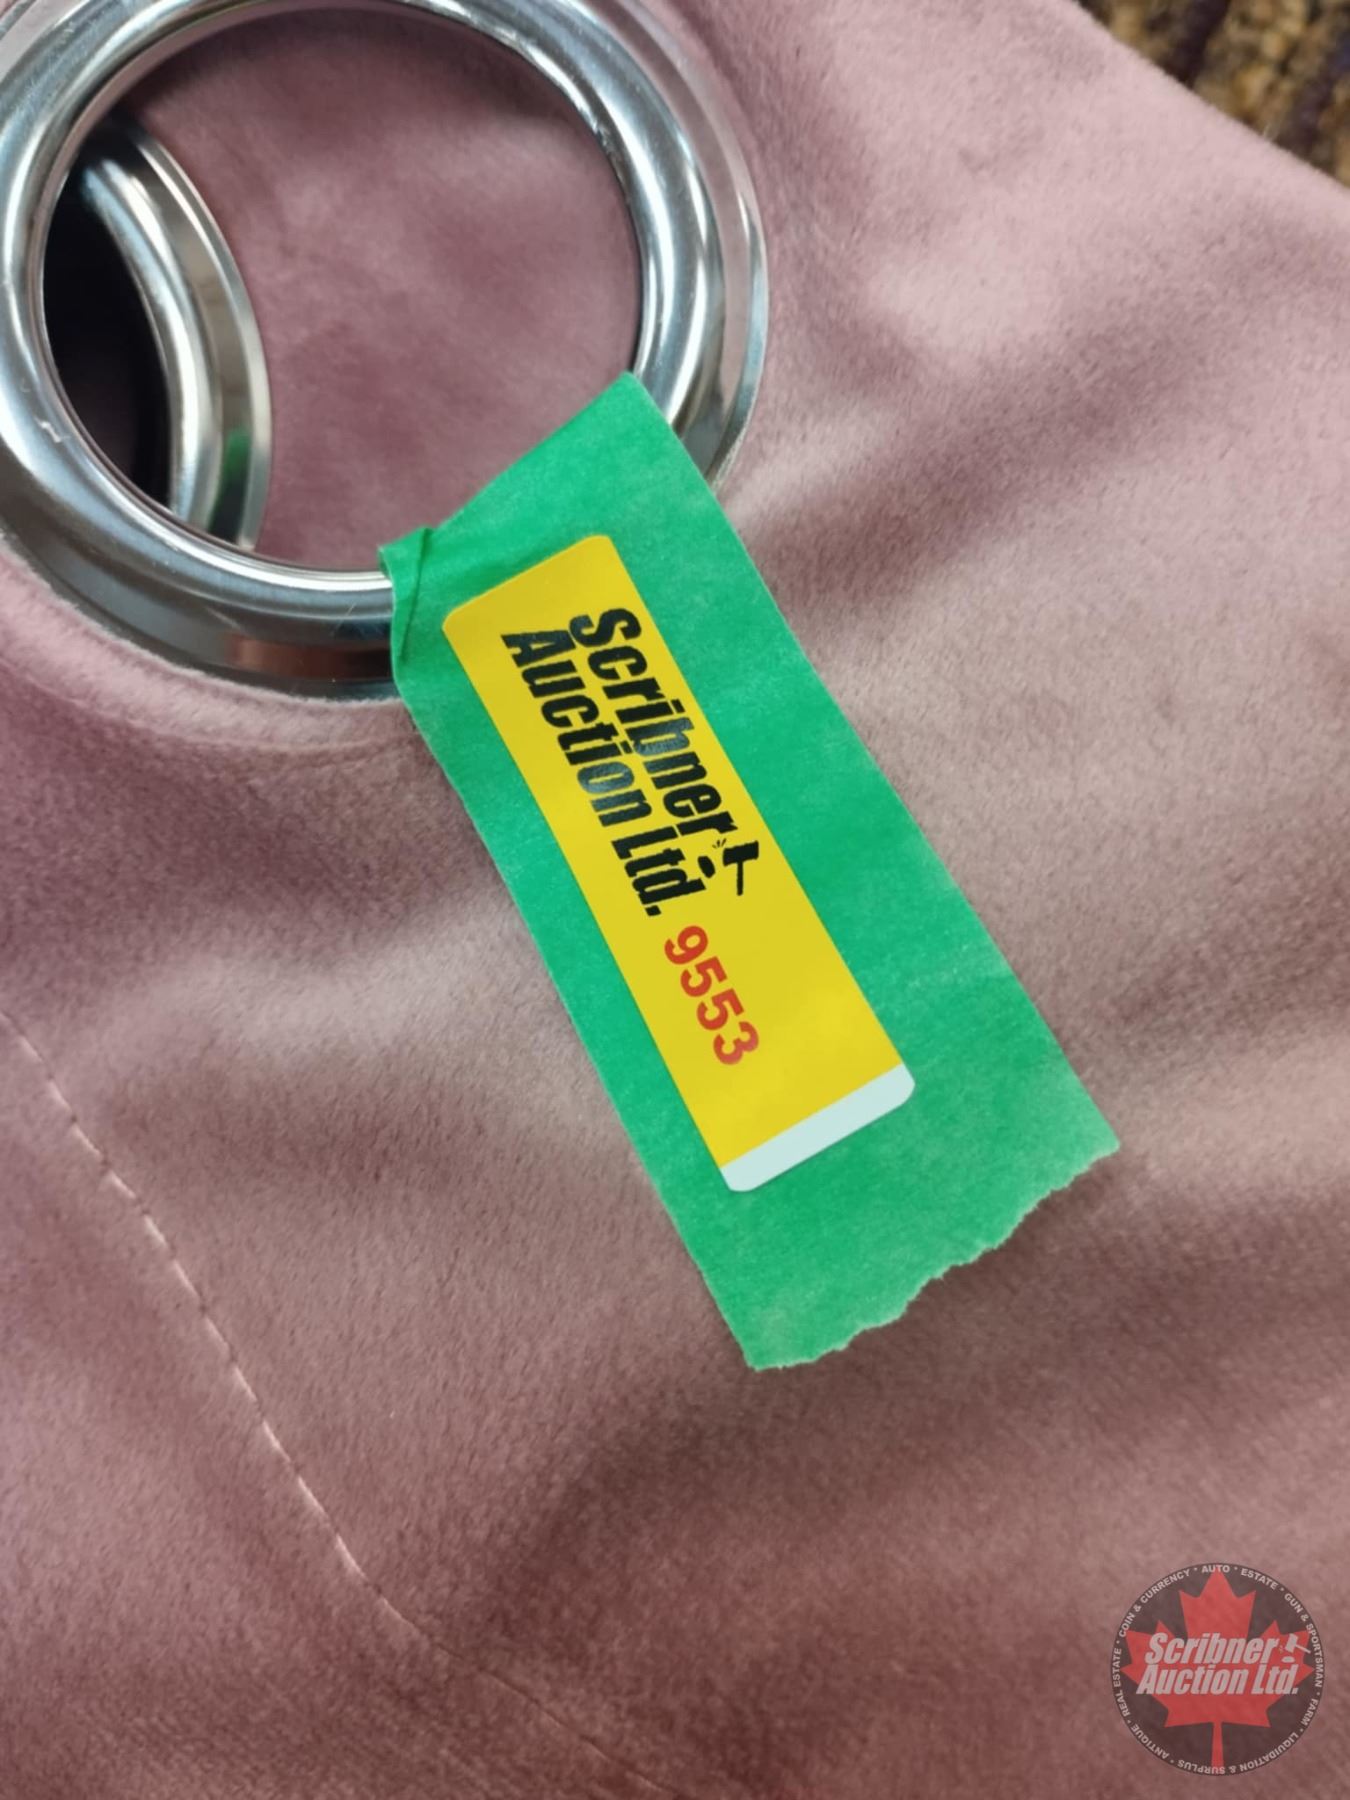 Scribner
Auction Ltd.
9553
COIN & CURRENCY • AUTO • ESTATE • GUN & SPORTSMAN • FARM • LIQUIDATION & SURPLUS • ANTIQUE • REAL ESTATE •
Scribner
Auction Ltd.